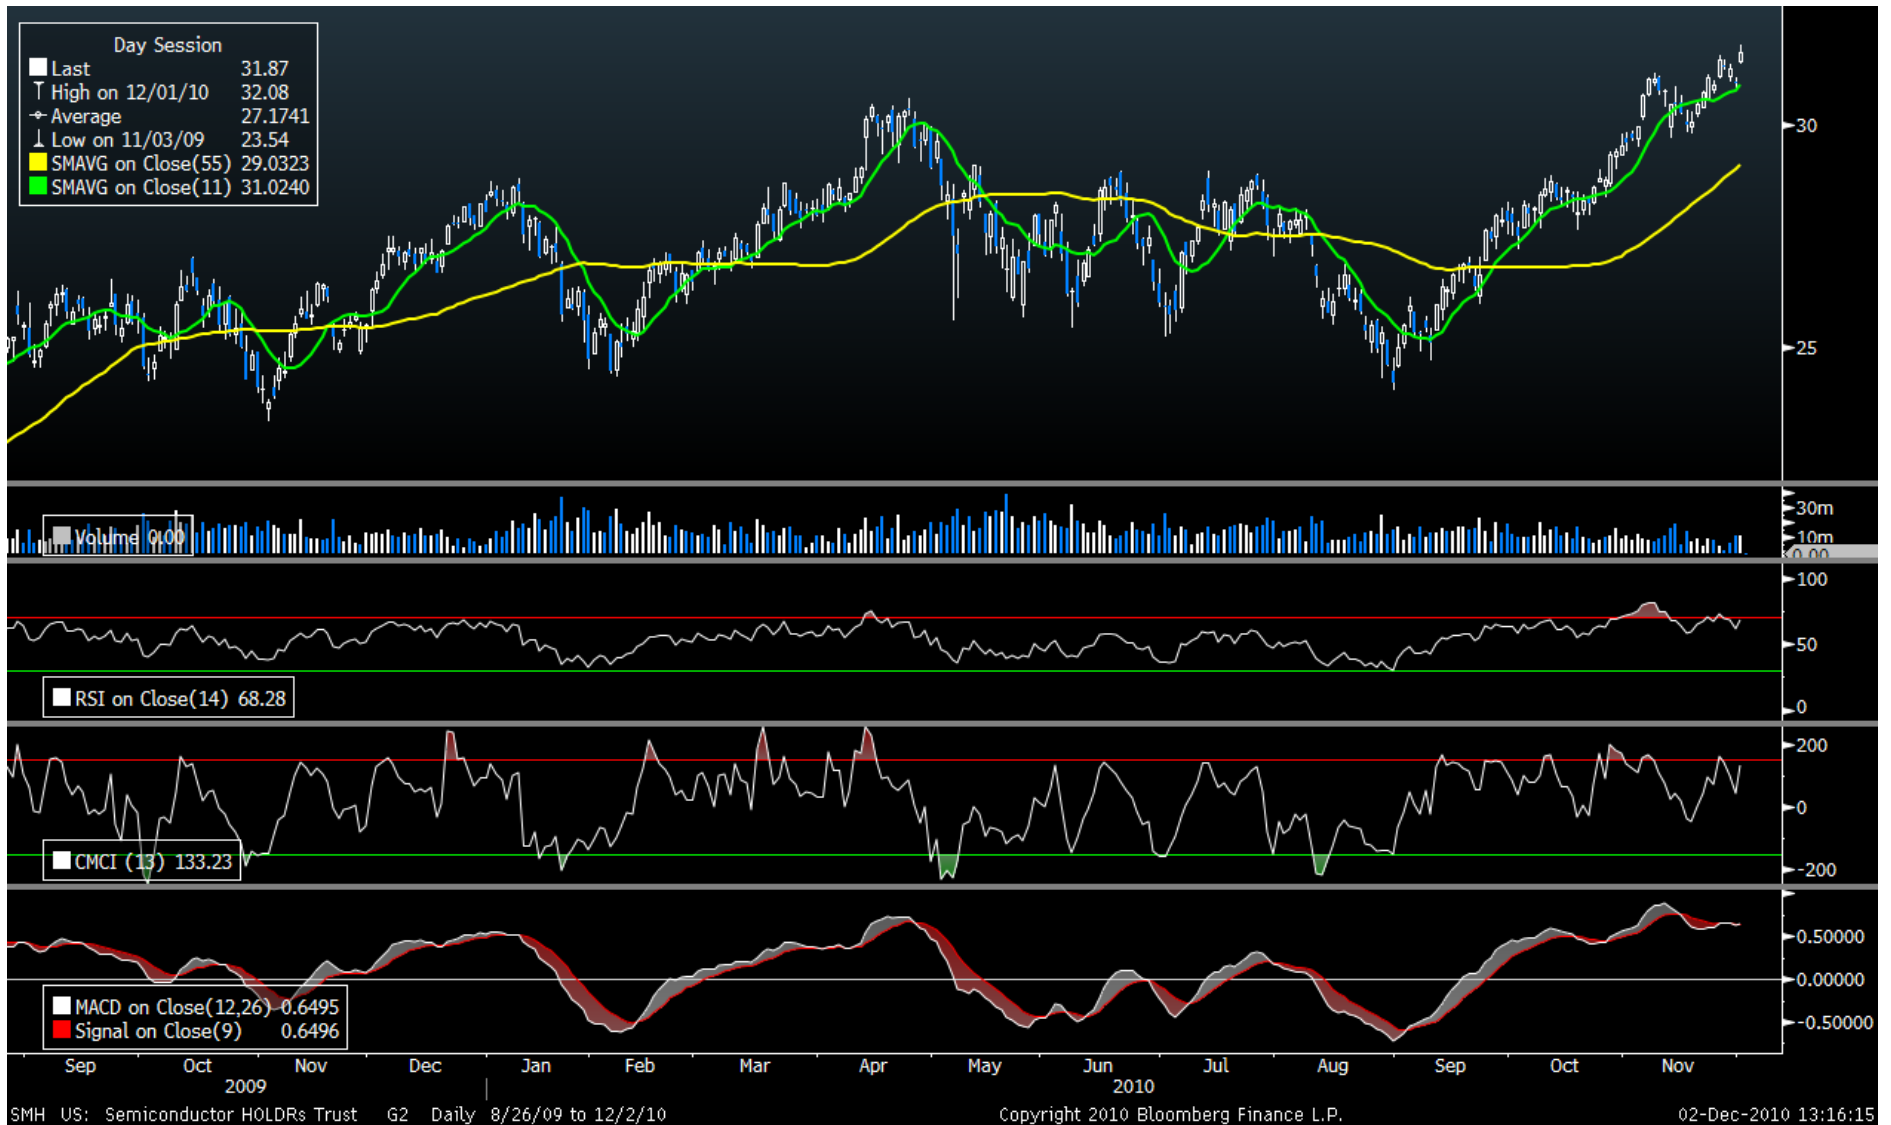 Day Session
Last 31.87
High on 12/01/10 32.08
Average 27.1741
Low on 11/03/09 23.54
SMAVG on Close(55) 29.0323
SMAVG on Close(11) 31.0240
30
25
Volume 0.00
30m
10m
0.00
100
50
0
RSI on Close(14) 68.28
200
0
-200
CMCI (13) 133.23
0.50000
0.00000
-0.50000
MACD on Close(12,26) 0.6495
Signal on Close(9) 0.6496
Sep Oct Nov Dec Jan Feb Mar Apr May Jun Jul Aug Sep Oct Nov
2009 2010
SMH US: Semiconductor HOLDRs Trust G2 Daily 8/26/09 to 12/2/10 Copyright 2010 Bloomberg Finance L.P. 02-Dec-2010 13:16:15